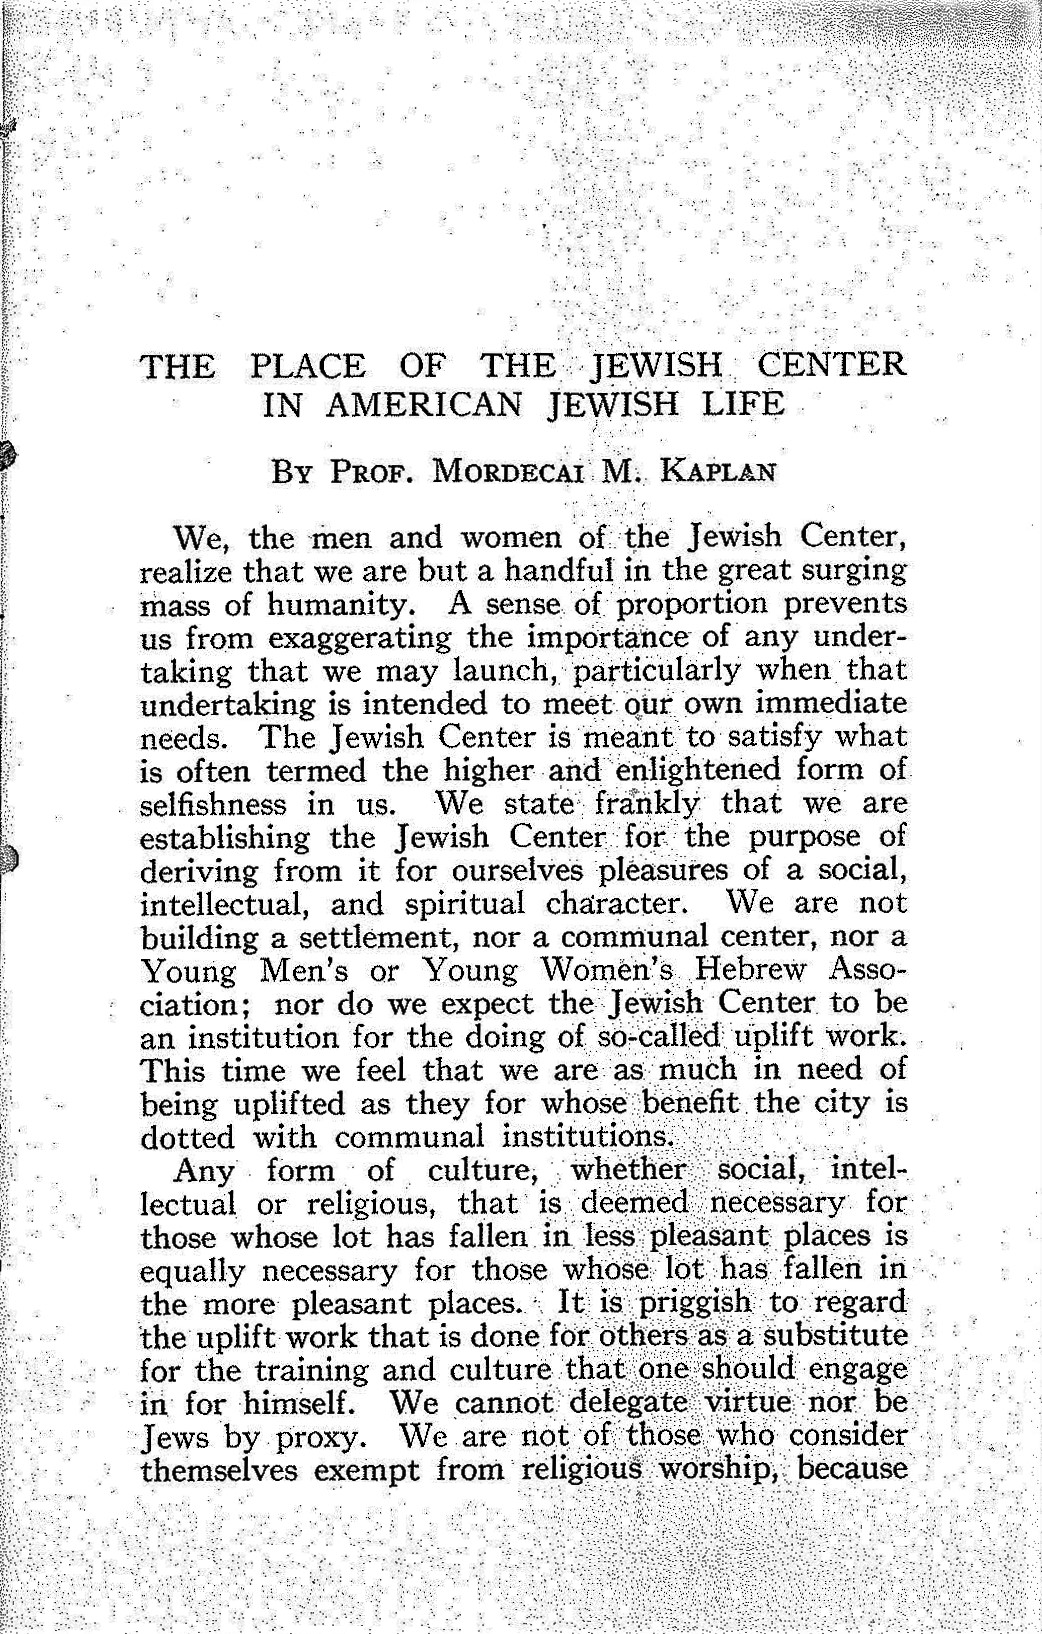 THE PLACE OF THE JEWISH CENTER
IN AMERICAN JEWISH LIFE
By Prof. Mordecai M. Kaplan
We, the men and women of the Jewish Center,
realize that we are but a handful in the great surging
mass of humanity. A sense of proportion prevents
us from exaggerating the importance of any under-
taking that we may launch, particularly when that
undertaking is intended to meet our own immediate
needs. The Jewish Center is meant to satisfy what
is often termed the higher and enlightened form of
selfishness in us. We state frankly that we are
establishing the Jewish Center for the purpose of
deriving from it for ourselves pleasures of a social,
intellectual, and spiritual character. We are not
building a settlement, nor a communal center, nor a
Young Men's or Young Women's Hebrew Asso-
ciation; nor do we expect the Jewish Center to be
an institution for the doing of so-called uplift work.
This time we feel that we are as much in need of
being uplifted as they for whose benefit the city is
dotted with communal institutions.
Any form of culture, whether social, intel-
lectual or religious, that is deemed necessary for
those whose lot has fallen in less pleasant places is
equally necessary for those whose lot has fallen in
the more pleasant places. It is priggish to regard
the uplift work that is done for others as a substitute
for the training and culture that one should engage
in for himself. We cannot delegate virtue nor be
Jews by proxy. We are not of those who consider
themselves exempt from religious worship, because